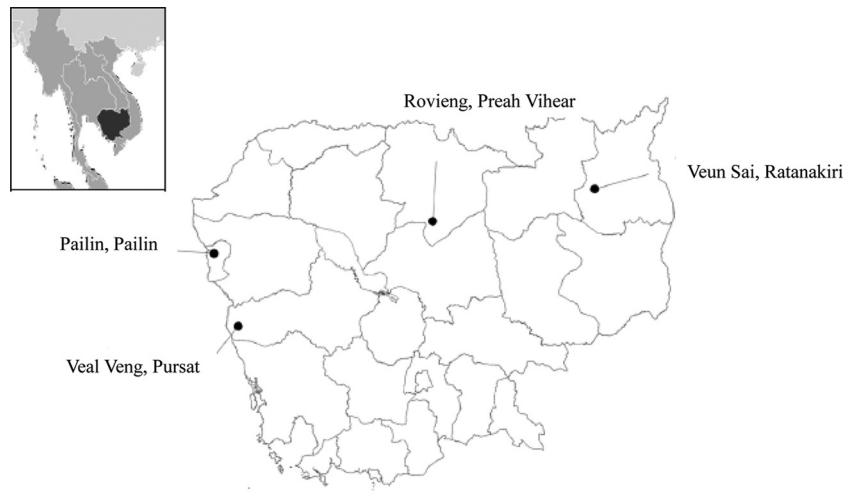 Rovieng, Preah Vihear
Veun Sai, Ratanakiri
Pailin, Pailin
Veal Veng, Pursat